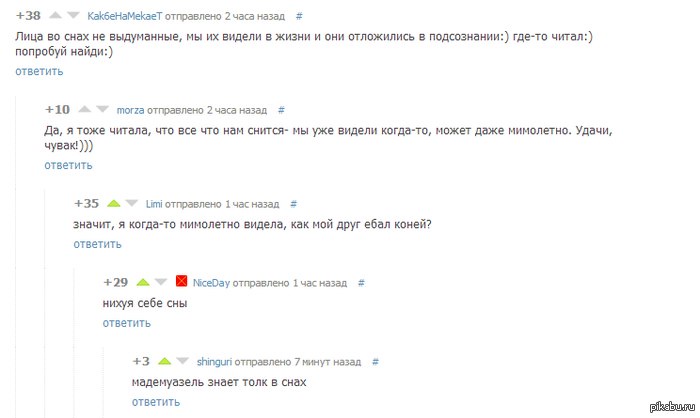 +38 КаkбеНаМекаеТ отправлено 2 часа назад #
Лица во снах не выдуманные, мы их видели в жизни и они отложились в подсознании:) где-то читал:)
попробуй найди:)
ответить
+10 morza отправлено 2 часа назад #
Да, я тоже читала, что все что нам снится- мы уже видели когда-то, может даже мимолетно. Удачи,
чувак!)))
ответить
+35 Limi отправлено 1 час назад #
значит, я когда-то мимолетно видела, как мой друг ебал коней?
ответить
+29 NiceDay отправлено 1 час назад #
нихуя себе сны
ответить
+3 shinguri отправлено 7 минут назад #
мадемуазель знает толк в снах
ответить
pikabu.ru